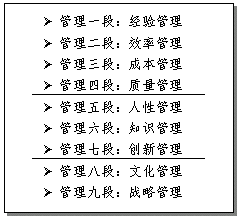 ➢ 管理一段：经验管理
➢ 管理二段：效率管理
➢ 管理三段：成本管理
➢ 管理四段：质量管理
➢ 管理五段：人性管理
➢ 管理六段：知识管理
➢ 管理七段：创新管理
➢ 管理八段：文化管理
➢ 管理九段：战略管理